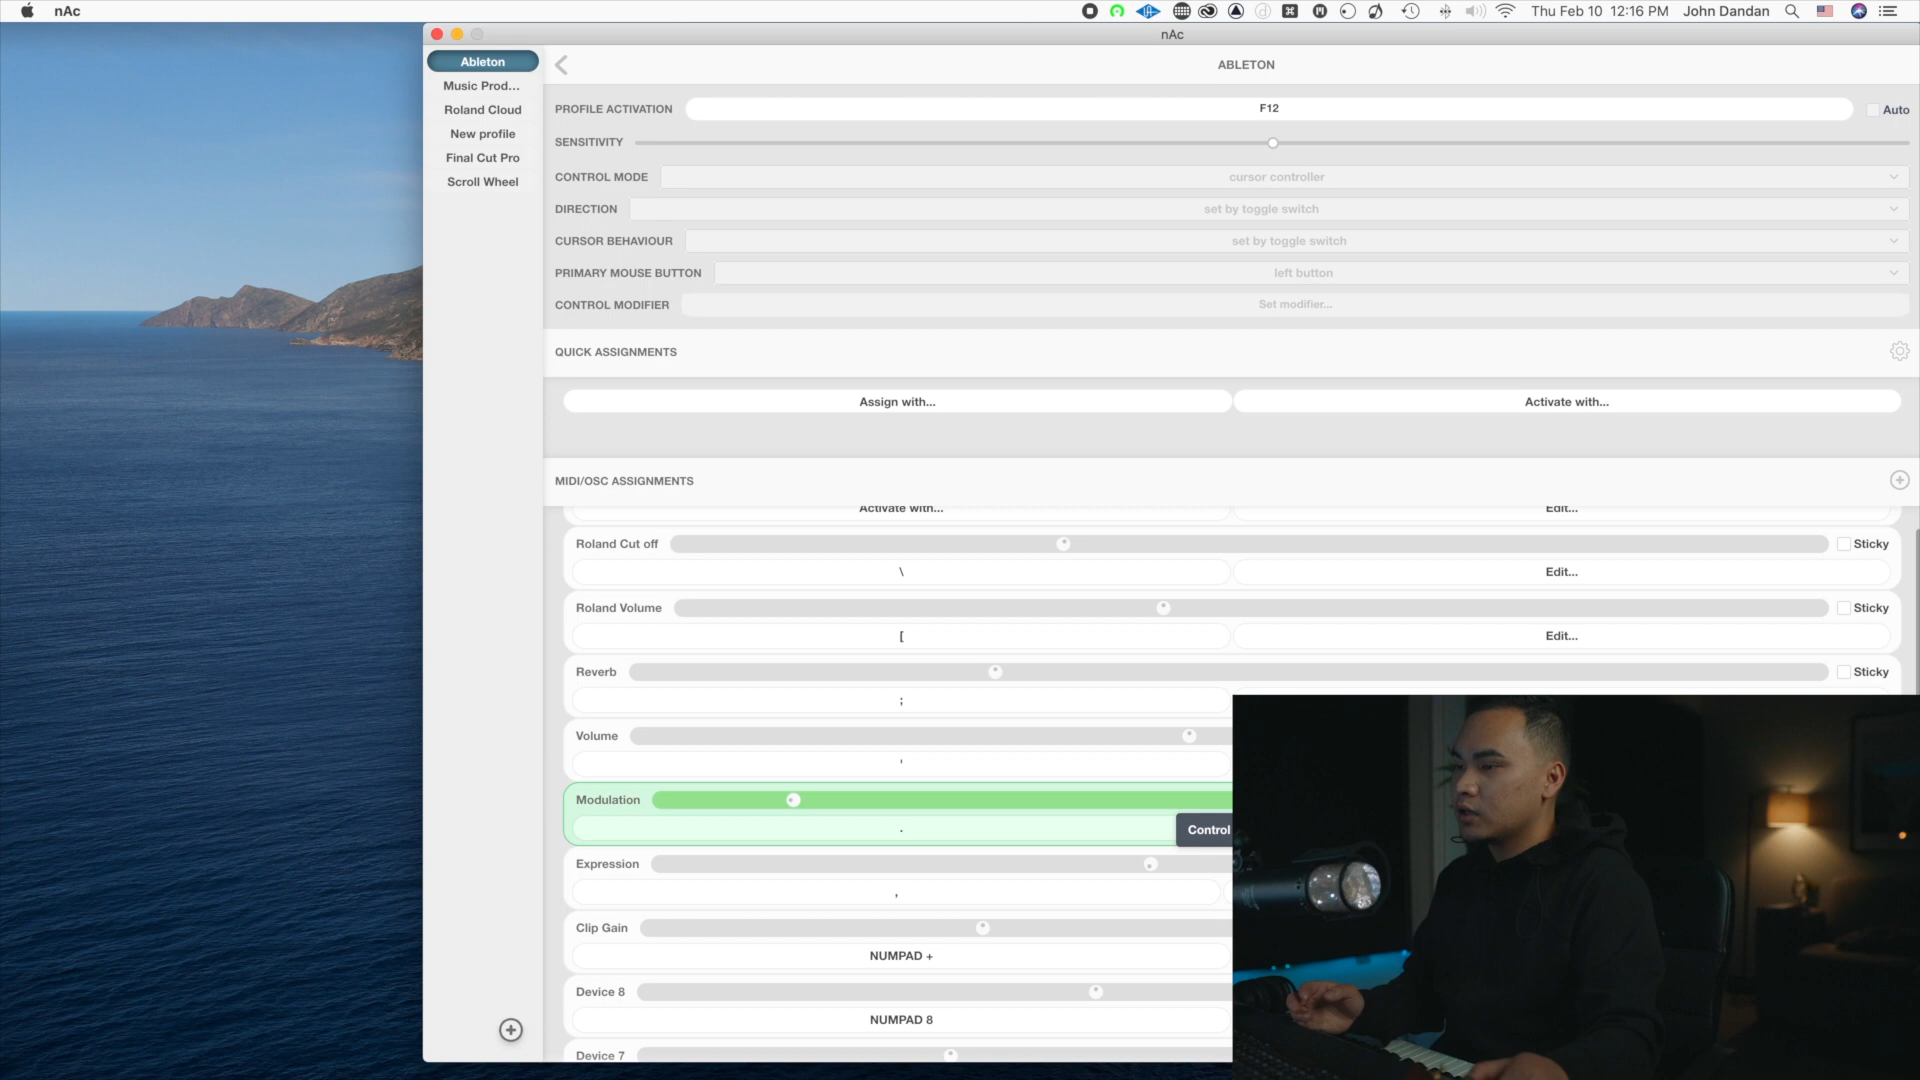 nAc
Thu Feb 10 12:16 PM John Dandan
nAc
Ableton
Music Prod...
Roland Cloud
New profile
Final Cut Pro
Scroll Wheel
ABLETON
PROFILE ACTIVATION F12 Auto
SENSITIVITY
CONTROL MODE cursor controller
DIRECTION set by toggle switch
CURSOR BEHAVIOUR set by toggle switch
PRIMARY MOUSE BUTTON left button
CONTROL MODIFIER Set modifier...
QUICK ASSIGNMENTS
Assign with... Activate with...
MIDI/OSC ASSIGNMENTS
Activate with... Edit...
Roland Cut off Sticky
\ Edit...
Roland Volume Sticky
[ Edit...
Reverb Sticky
;
Volume
'
Modulation
.
Control
Expression
,
Clip Gain
NUMPAD +
Device 8
NUMPAD 8
Device 7